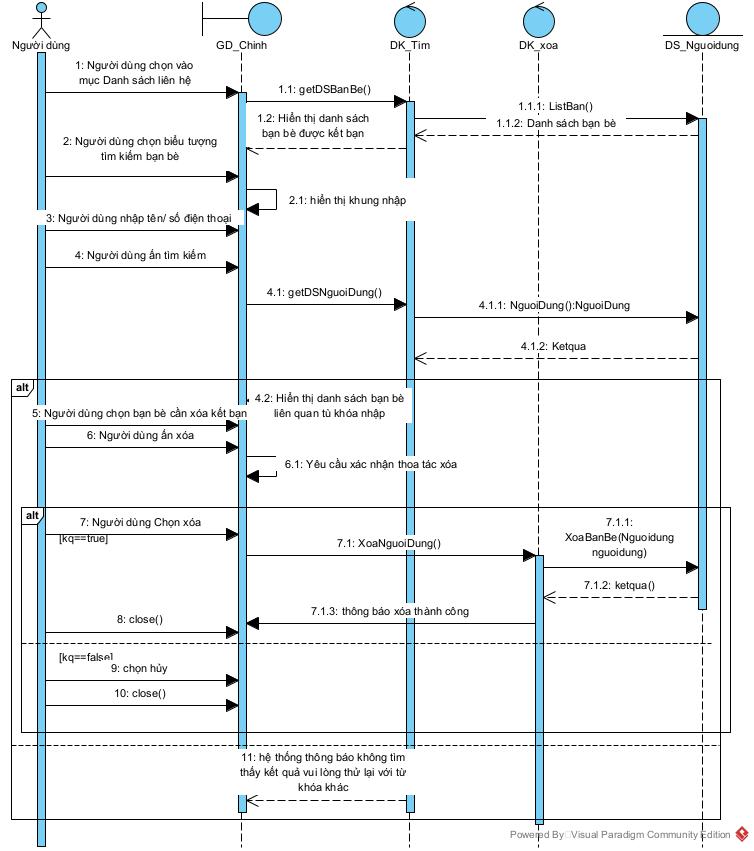 Người dùng
GD_Chinh
DK_Tim
DK_xoa
DS_Nguoidung
1: Người dùng chọn vào
mục Danh sách liên hệ
1.1: getDSBanBe()
1.1.1: ListBan()
1.1.2: Danh sách bạn bè
1.2: Hiển thị danh sách
bạn bè được kết bạn
2: Người dùng chọn biểu tượng
tìm kiếm bạn bè
2.1: hiển thị khung nhập
3: Người dùng nhập tên/ số điện thoại
4: Người dùng ấn tìm kiếm
4.1: getDSNguoiDung()
4.1.1: NguoiDung():NguoiDung
4.1.2: Ketqua
alt
4.2: Hiển thị danh sách bạn bè
liên quan tù khóa nhập
5: Người dùng chọn bạn bè cần xóa kết bạn
6: Người dùng ấn xóa
6.1: Yêu cầu xác nhận thoa tác xóa
alt
7: Người dùng Chọn xóa
[kq==true]
7.1: XoaNguoiDung()
7.1.1:
XoaBanBe(Nguoidung
nguoidung)
7.1.2: ketqua()
7.1.3: thông báo xóa thành công
8: close()
[kq==false]
9: chọn hủy
10: close()
11: hệ thống thông báo không tìm
thấy kết quả vui lòng thử lại với từ
khóa khác
Powered By Visual Paradigm Community Edition